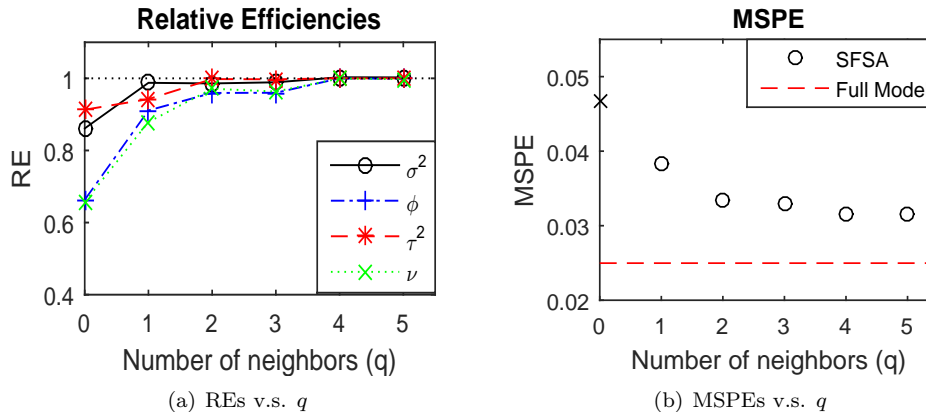 Relative Efficiencies
RE
1
0.8
0.6
0.4
0 1 2 3 4 5
Number of neighbors (q)
σ²
ϕ
τ²
ν
(a) REs v.s. q
MSPE
MSPE
0.05
0.04
0.03
0.02
0 1 2 3 4 5
Number of neighbors (q)
SFSA
Full Mode
(b) MSPEs v.s. q